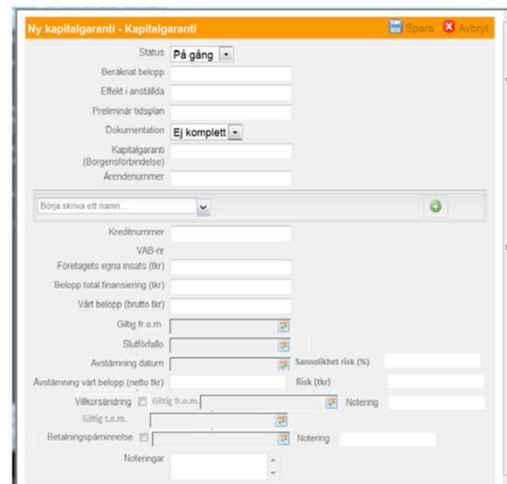 Ny kapitalgaranti - Kapitalgaranti Spara Avbryt
Status På gång
Beräknat belopp
Effekt i anställda
Preliminär tidsplan
Dokumentation Ej komplett
Kapitalgaranti
(Borgensförbindelse)
Ärendenummer
Börja skriva ett namn...
Kreditnummer
VAB-nr
Företagets egna insats (tkr)
Belopp total finansiering (tkr)
Vårt belopp (brutto tkr)
Giltig fr.o.m.
Slutförfallo
Avstämning datum Sannolikhet risk (%)
Avstämning vårt belopp (netto tkr) Risk (tkr)
Villkorsändring Giltig fr.o.m. Notering
Giltig t.o.m.
Betalningspåminnelse Notering
Noteringar